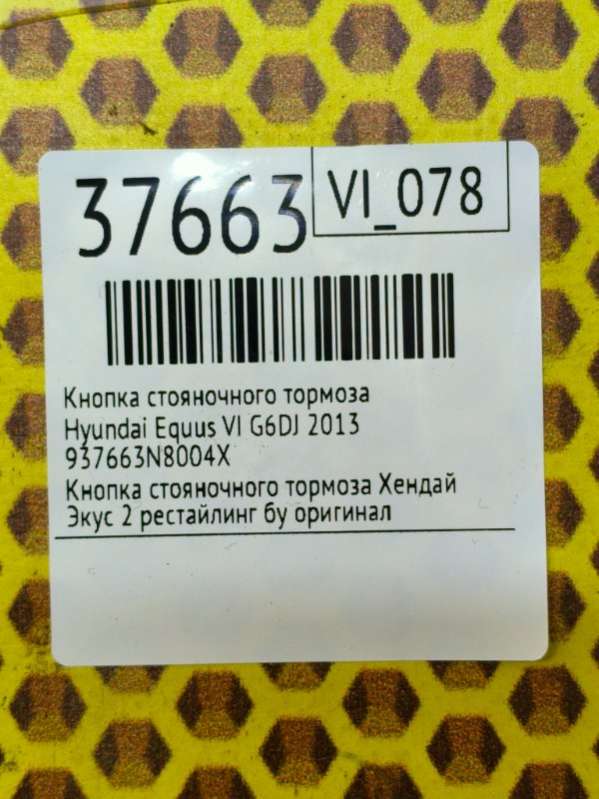 37663
VI_078
Кнопка стояночного тормоза
Hyundai Equus VI G6DJ 2013
937663N8004X
Кнопка стояночного тормоза Хендай
Экус 2 рестайлинг бу оригинал